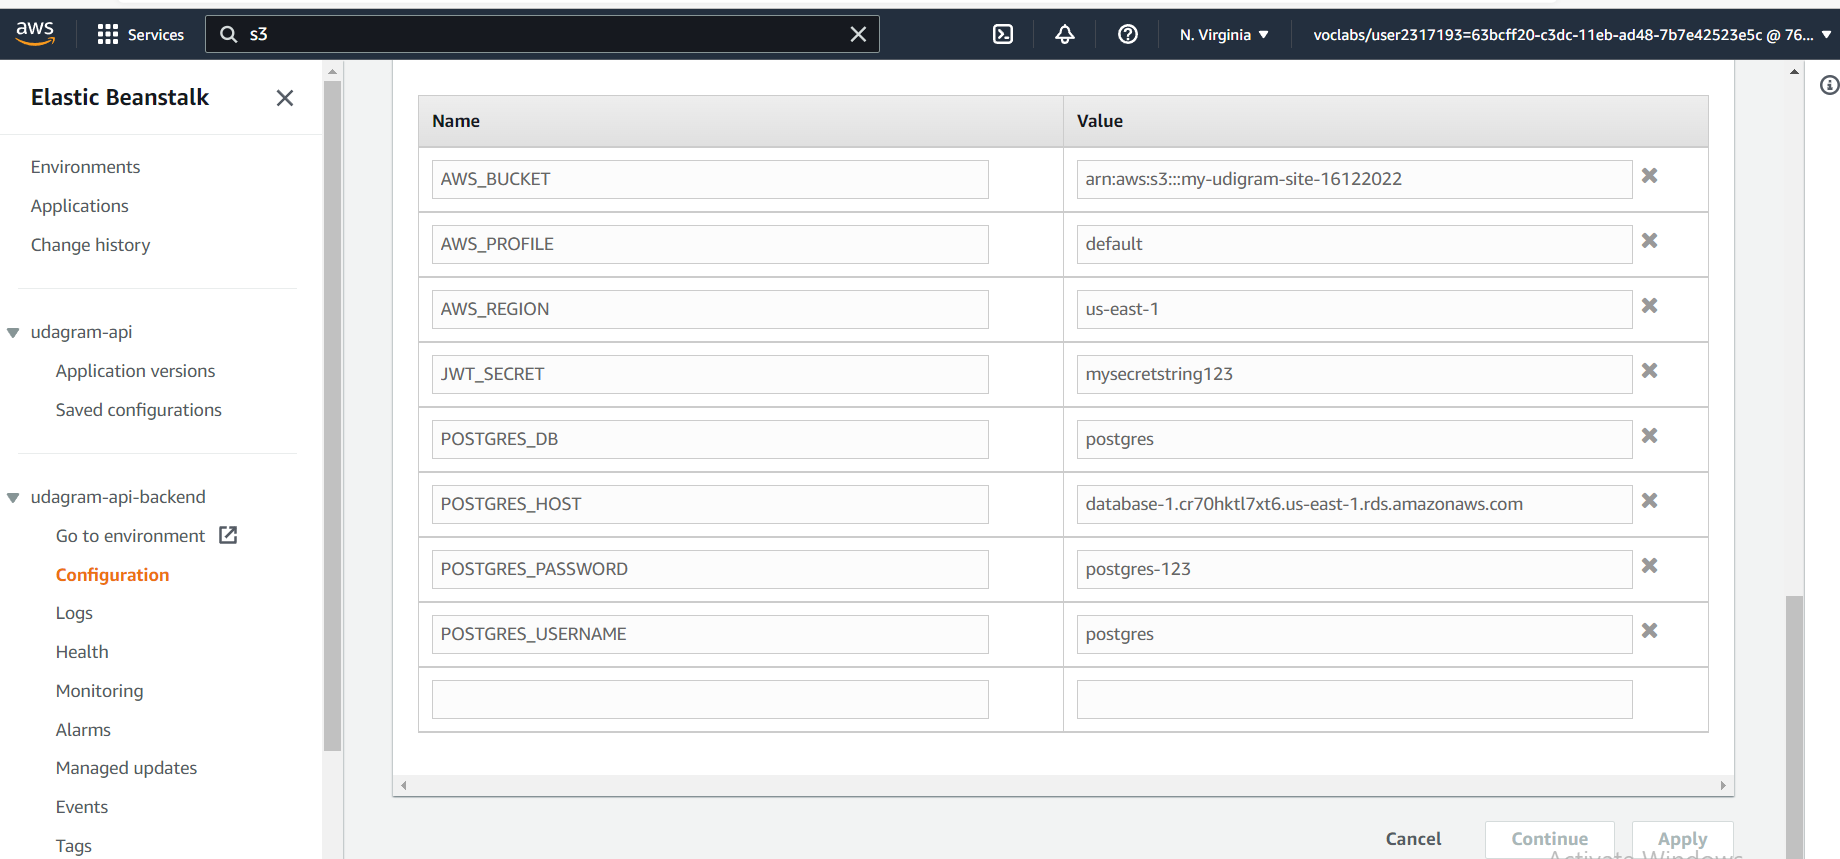 aws
Services
s3
N. Virginia
voclabs/user2317193=63bcff20-c3dc-11eb-ad48-7b7e42523e5c @ 76...
Elastic Beanstalk
Environments
Applications
Change history
udagram-api
Application versions
Saved configurations
udagram-api-backend
Go to environment
Configuration
Logs
Health
Monitoring
Alarms
Managed updates
Events
Tags
Name Value
AWS_BUCKET arn:aws:s3:::my-udigram-site-16122022
AWS_PROFILE default
AWS_REGION us-east-1
JWT_SECRET mysecretstring123
POSTGRES_DB postgres
POSTGRES_HOST database-1.cr70hktl7xt6.us-east-1.rds.amazonaws.com
POSTGRES_PASSWORD postgres-123
POSTGRES_USERNAME postgres
Cancel Continue Apply
Activate Windows